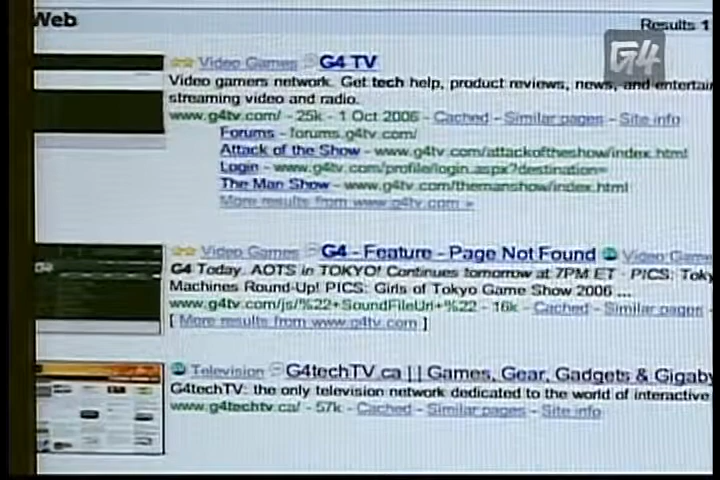 Web
Results 1
G4
Video Games G4 TV
Video gamers network. Get tech help, product reviews, news, and entertain
streaming video and radio.
www.g4tv.com/ - 25k - 1 Oct 2006 - Cached - Similar pages - Site info
Forums - forums.g4tv.com/
Attack of the Show - www.g4tv.com/attackoftheshow/index.html
Login - www.g4tv.com/profile/login.aspx?destination=
The Man Show - www.g4tv.com/themanshow/index.html
More results from www.g4tv.com »
Video Games G4 - Feature - Page Not Found Video Game
G4 Today. AOTS in TOKYO! Continues tomorrow at 7PM ET · PICS: Toky
Machines Round-Up! PICS: Girls of Tokyo Game Show 2006 ...
www.g4tv.com/js/%22+SoundFileUrl+%22 - 16k - Cached - Similar pages -
[ More results from www.g4tv.com ]
Television G4techTV.ca || Games, Gear, Gadgets & Gigaby
G4techTV: the only television network dedicated to the world of interactive
www.g4techtv.ca/ - 57k - Cached - Similar pages - Site info